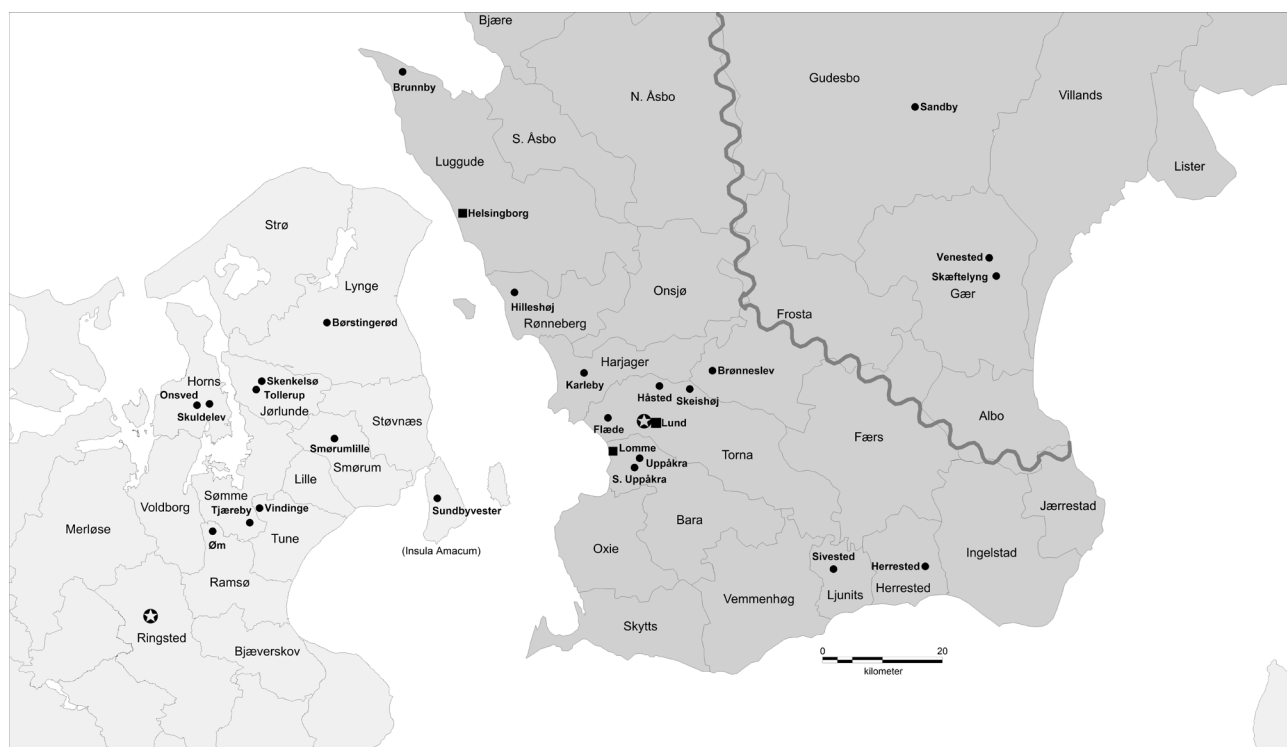 Bjære
Brunnby
Gudesbo
N. Åsbo
Villands
Sandby
S. Åsbo
Luggude
Lister
Helsingborg
Strø
Venested
Skæftelyng
Lynge
Onsjø
Gær
Hilleshøj
Rønneberg
Frosta
Børstingerød
Harjager
Brønneslev
Karleby
Horns
Skenkelsø
Onsved
Tollerup
Håsted
Skeishøj
Skuldelev
Jørlunde
Albo
Støvnæs
Flæde
Lund
Færs
Smørumlille
Lomme
Torna
Uppåkra
Smørum
Lille
S. Uppåkra
Sømme
Voldborg
Vindinge
Tjæreby
Sundbyvester
Jærrestad
Merløse
Bara
Tune
Øm
Oxie
(Insula Amacum)
Ingelstad
Sivested
Herrested
Ramsø
Herrested
Ljunits
Vemmenhøg
Skytts
Ringsted
Bjæverskov
0 20
kilometer